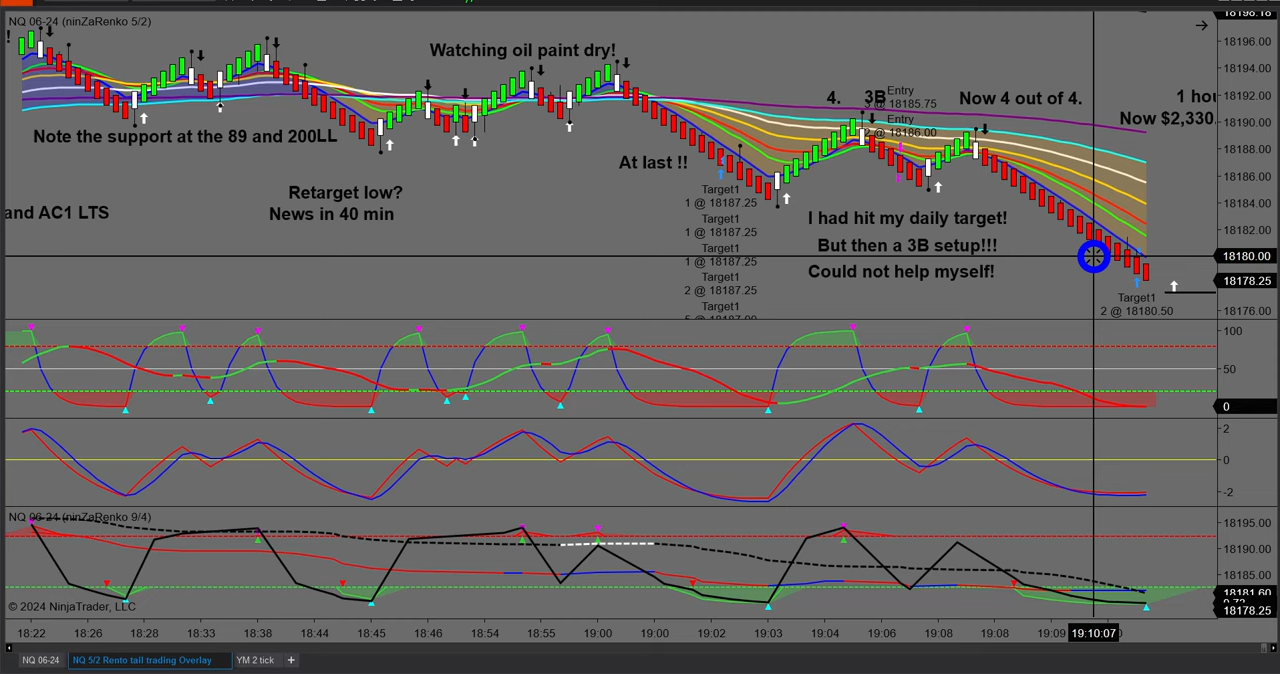 NQ 06-24 (ninZaRenko 5/2)
18198.18
18196.00
18194.00
18192.00
18190.00
18188.00
18186.00
18184.00
18182.00
18180.00
18178.25
18176.00
!
Watching oil paint dry!
4.
3B
Entry
@ 18185.75
Now 4 out of 4.
1 hou
Now $2,330.
Entry
2 @ 18186.00
Note the support at the 89 and 200LL
At last !!
Retarget low?
News in 40 min
and AC1 LTS
Target1
1 @ 18187.25
Target1
1 @ 18187.25
Target1
1 @ 18187.25
Target1
2 @ 18187.25
Target1
5 @ 18187.00
I had hit my daily target!
But then a 3B setup!!!
Could not help myself!
Target1
2 @ 18180.50
100
50
0
2
0
-2
NQ 06-24 (ninZaRenko 9/4)
18195.00
18190.00
18185.00
18181.60
18178.25
© 2024 NinjaTrader, LLC
18:22 18:26 18:28 18:33 18:38 18:44 18:45 18:46 18:54 18:55 19:00 19:00 19:02 19:03 19:04 19:06 19:08 19:08 19:09 19:10:07
NQ 06-24 NQ 5/2 Rento tall trading Overlay YM 2 tick +